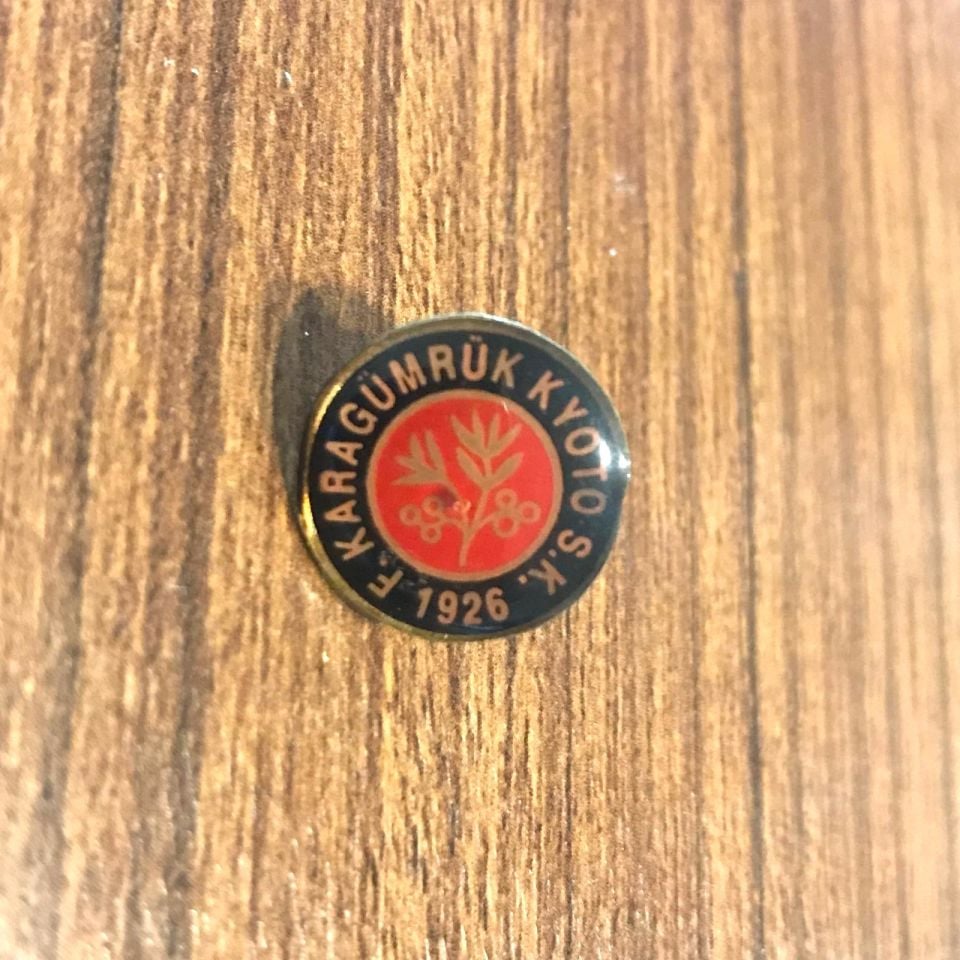 F. KARAGÜMRÜK KYOTO S.K.
1926